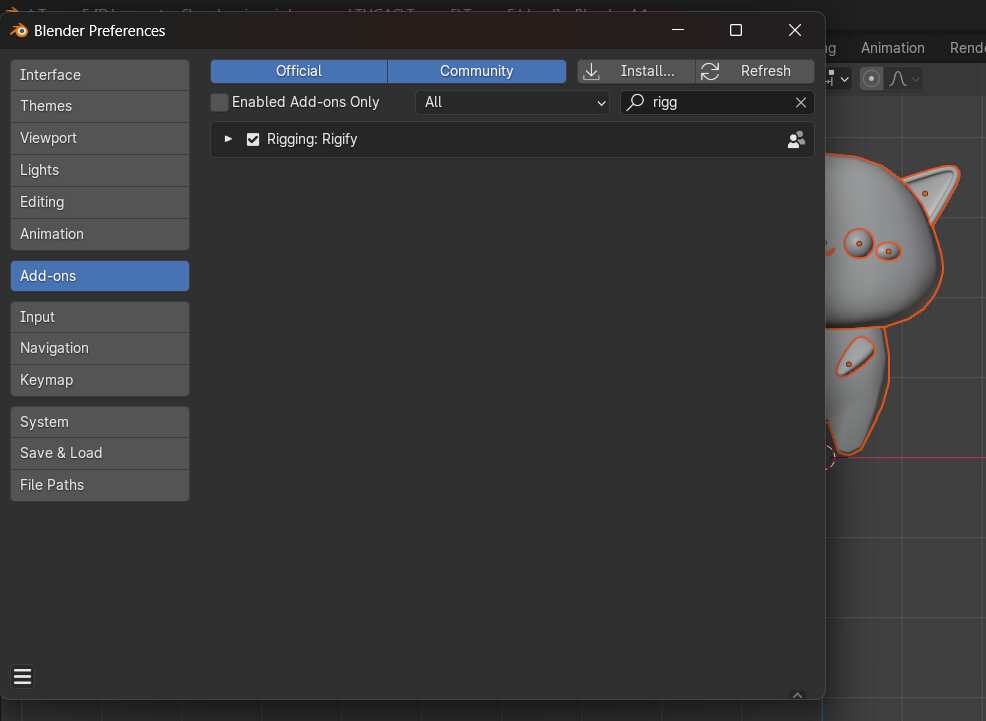 Blender Preferences
Interface
Themes
Viewport
Lights
Editing
Animation
Add-ons
Input
Navigation
Keymap
System
Save & Load
File Paths
Official Community Install... Refresh
Enabled Add-ons Only All rigg
Rigging: Rigify
Animation